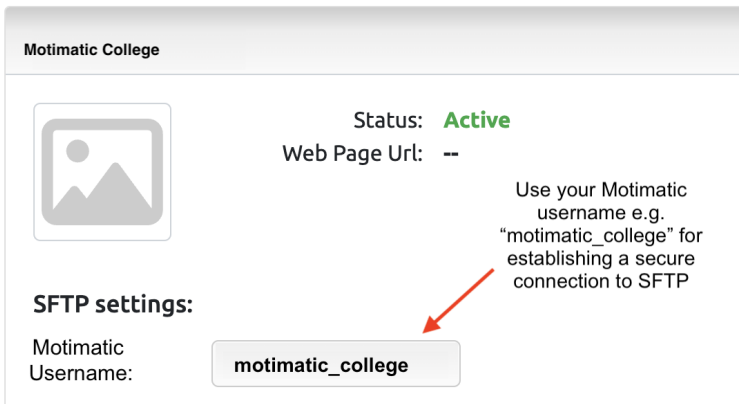 Motimatic College
Status: Active
Web Page Url: --
Use your Motimatic
username e.g.
“motimatic_college” for
establishing a secure
connection to SFTP
SFTP settings:
Motimatic
Username:
motimatic_college